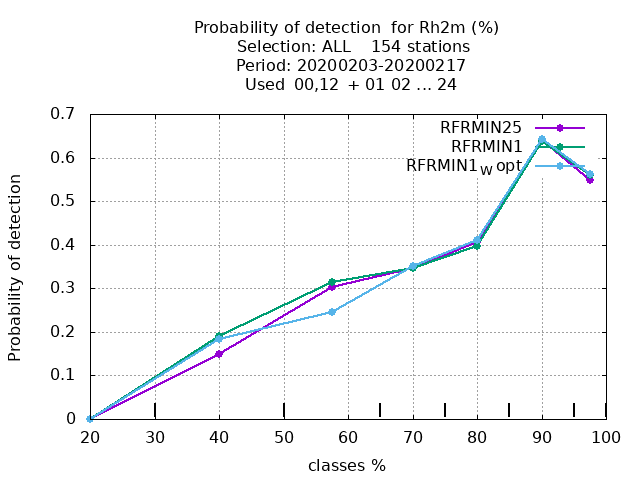 Probability of detection for Rh2m (%)
Selection: ALL 154 stations
Period: 20200203-20200217
Used 00,12 + 01 02 ... 24
0.7
0.6
0.5
0.4
0.3
0.2
0.1
0
Probability of detection
RFRMIN25
RFRMIN1
RFRMIN1W opt
20 30 40 50 60 70 80 90 100
classes %